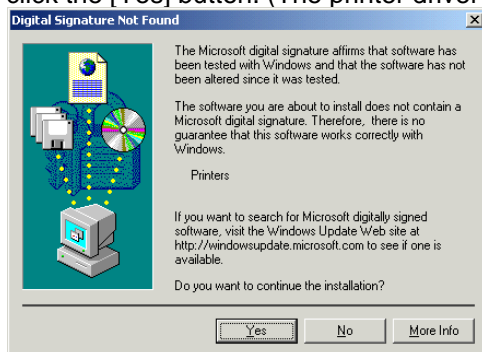 click the [Yes] button. (The printer driver
Digital Signature Not Found
The Microsoft digital signature affirms that software has
been tested with Windows and that the software has not
been altered since it was tested.
The software you are about to install does not contain a
Microsoft digital signature. Therefore, there is no
guarantee that this software works correctly with
Windows.
Printers
If you want to search for Microsoft digitally signed
software, visit the Windows Update Web site at
http://windowsupdate.microsoft.com to see if one is
available.
Do you want to continue the installation?
Yes No More Info